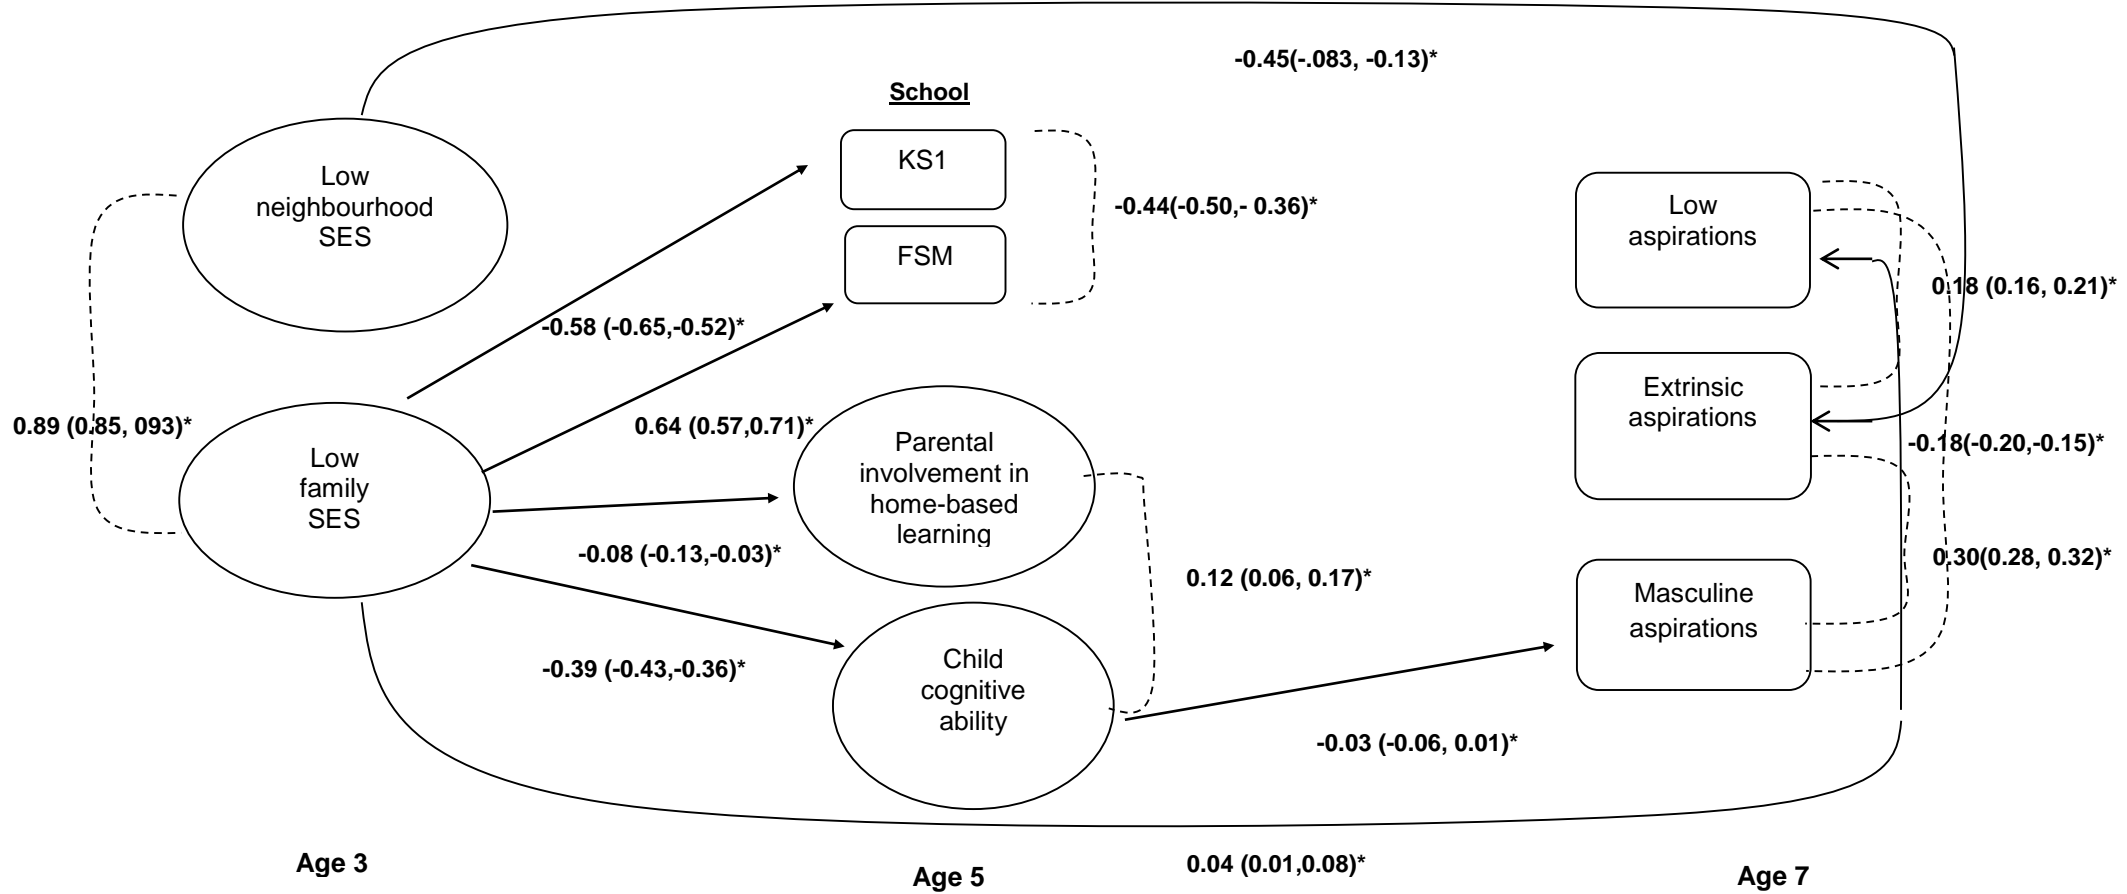 -0.45(-.083, -0.13)*
School
KS1
FSM
-0.44(-0.50,- 0.36)*
Low
neighbourhood
SES
Low
aspirations
0.18 (0.16, 0.21)*
-0.58 (-0.65,-0.52)*
0.89 (0.85, 093)*
0.64 (0.57,0.71)*
Low
family
SES
Parental
involvement in
home-based
learning
Extrinsic
aspirations
-0.18(-0.20,-0.15)*
-0.08 (-0.13,-0.03)*
0.12 (0.06, 0.17)*
0.30(0.28, 0.32)*
Masculine
aspirations
-0.39 (-0.43,-0.36)*
Child
cognitive
ability
-0.03 (-0.06, 0.01)*
0.04 (0.01,0.08)*
Age 3
Age 5
Age 7